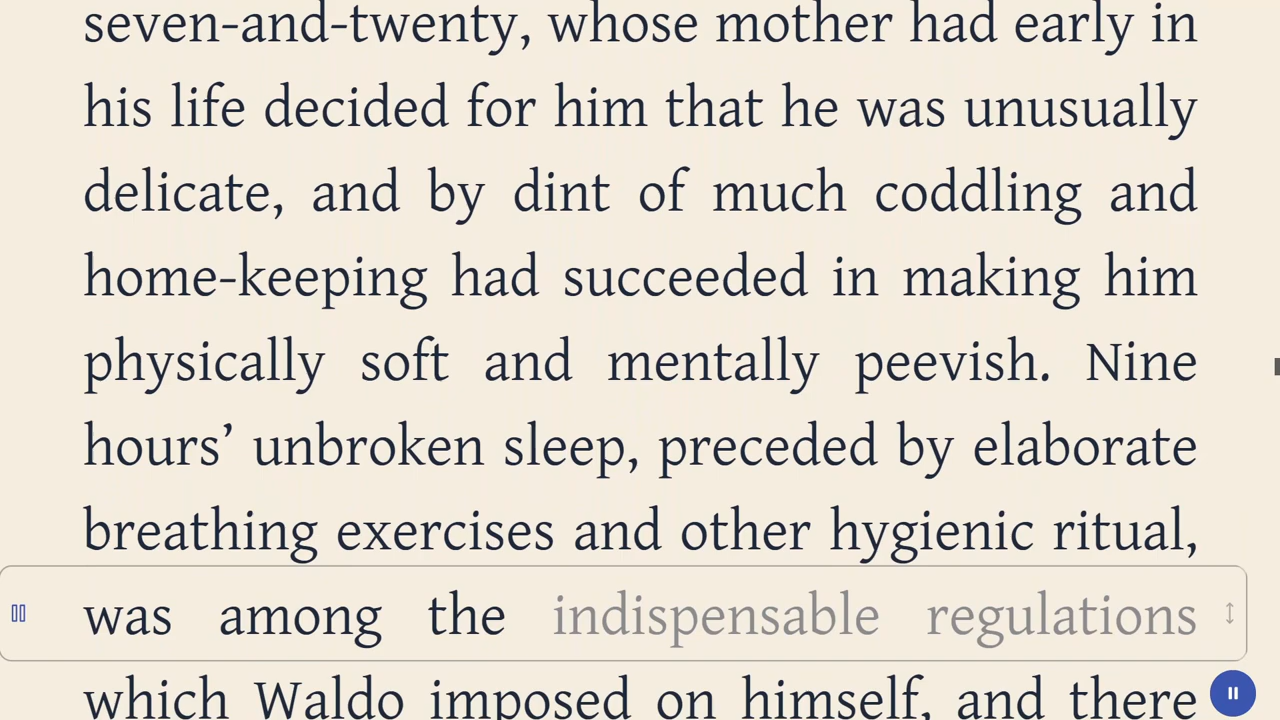 seven-and-twenty, whose mother had early in
his life decided for him that he was unusually
delicate, and by dint of much coddling and
home-keeping had succeeded in making him
physically soft and mentally peevish. Nine
hours’ unbroken sleep, preceded by elaborate
breathing exercises and other hygienic ritual,
was among the indispensable regulations
which Waldo imposed on himself, and there